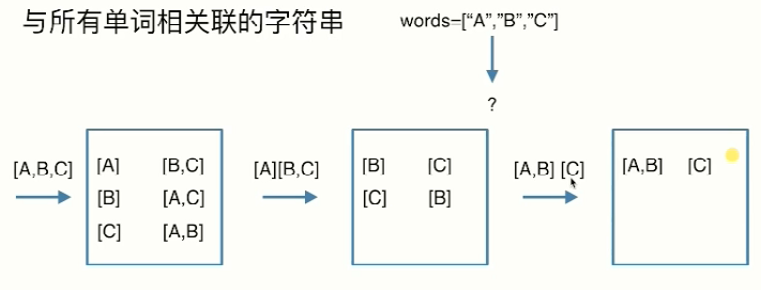 与所有单词相关联的字符串
words=["A","B","C"]
?
[A,B,C]
[A] [B,C]
[B] [A,C]
[C] [A,B]
[A][B,C]
[B] [C]
[C] [B]
[A,B] [C]
[A,B] [C]